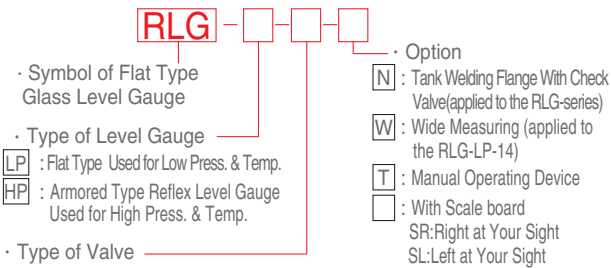 RLG - -  -
· Symbol of Flat Type
Glass Level Gauge
· Type of Level Gauge
LP : Flat Type Used for Low Press. & Temp.
HP : Armored Type Reflex Level Gauge
Used for High Press. & Temp.
· Type of Valve
· Option
N : Tank Welding Flange With Check
Valve(applied to the RLG-series)
W : Wide Measuring (applied to
the RLG-LP-14)
T : Manual Operating Device
: With Scale board
SR:Right at Your Sight
SL:Left at Your Sight